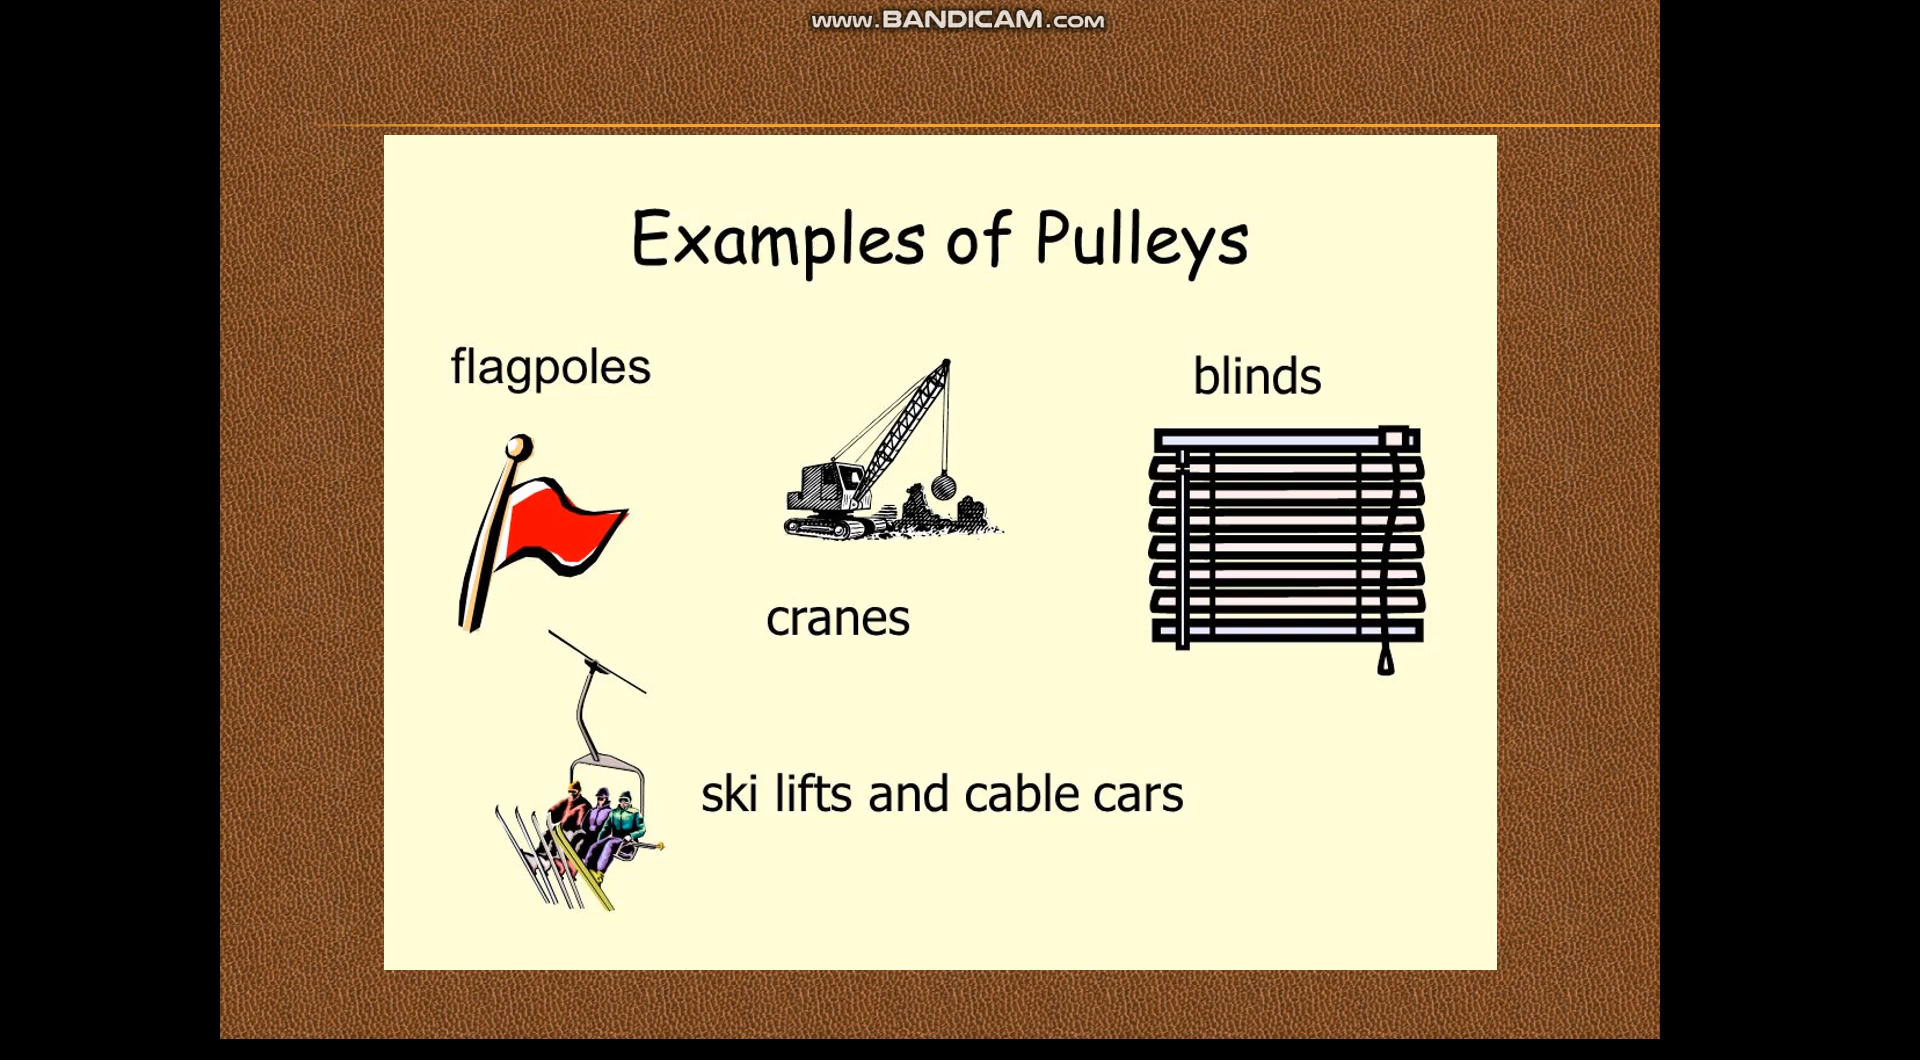 www.BANDICAM.com
Examples of Pulleys
flagpoles
blinds
cranes
ski lifts and cable cars